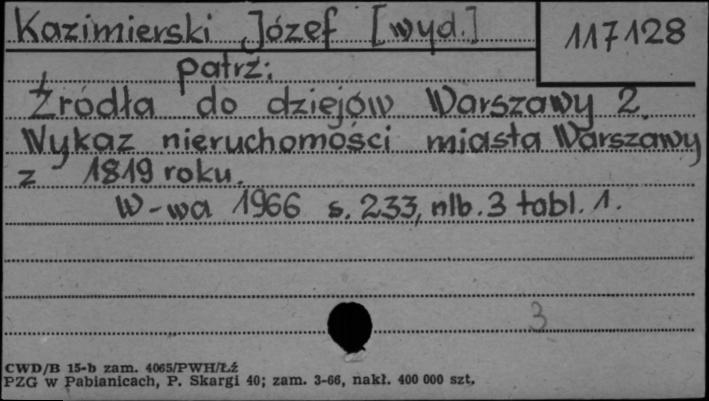 Kazimierski Józef [wyd.] 117128
patrz:
Źródła do dziejów Warszawy 2.
Wykaz nieruchomości miasta Warszawy
z 1819 roku.
W-wa 1966 s. 233, nlb. 3 tabl. 1.
3
CWD/B 15-b zam. 4065/PWH/Łź
PZG w Pabianicach, P. Skargi 40; zam. 3-66, nakł. 400 000 szt.